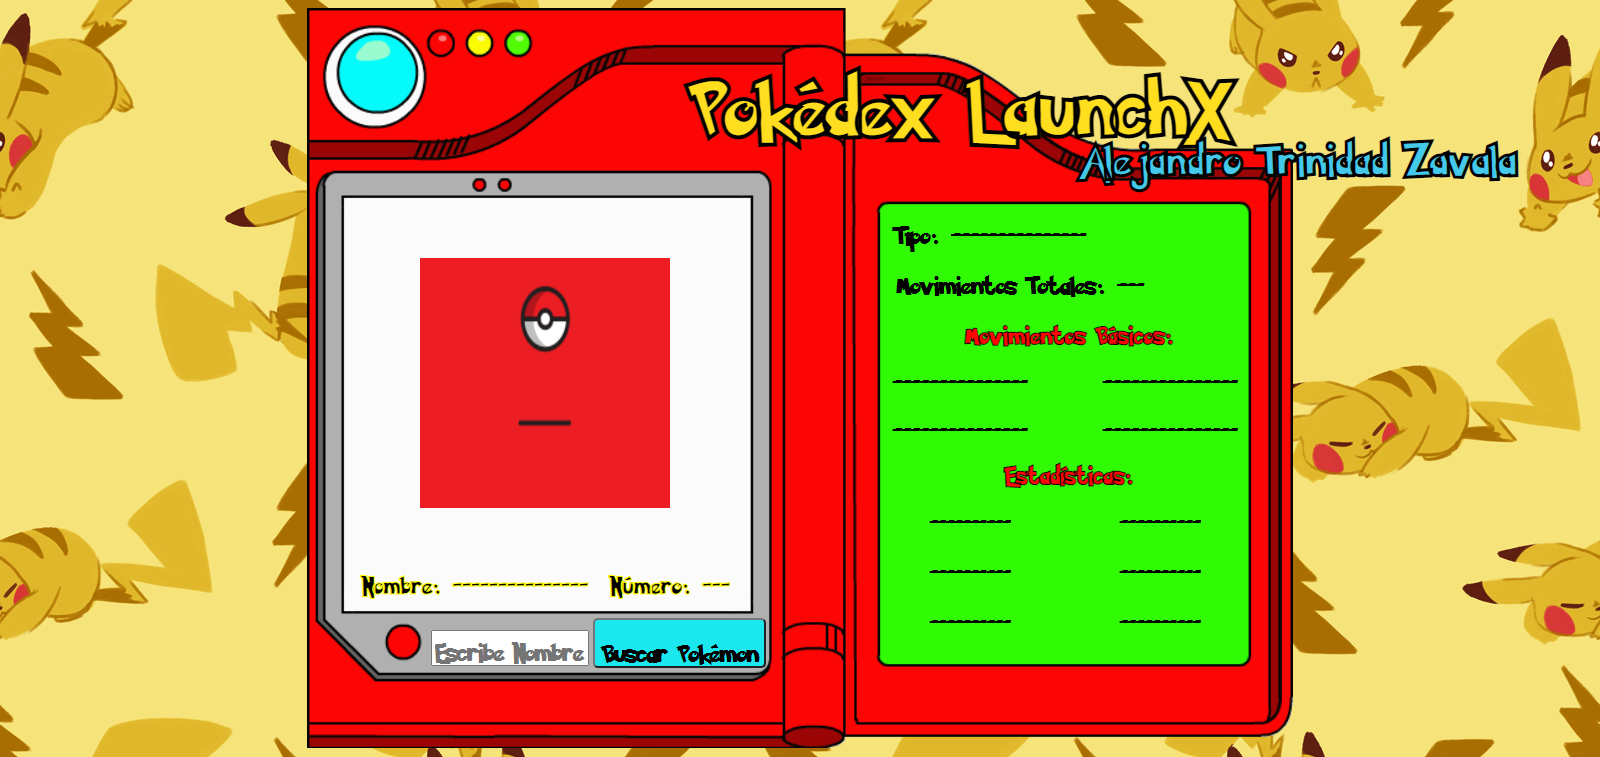 Pokédex LaunchX
Alejandro Trinidad Zavala
Nombre: --------------- Número: ---
Escribe Nombre
Buscar Pokémon
Tipo: ---------------
Movimientos Totales: ---
Movimientos Básicos:
--------------- ---------------
--------------- ---------------
Estadísticas:
--------- ---------
--------- ---------
--------- ---------